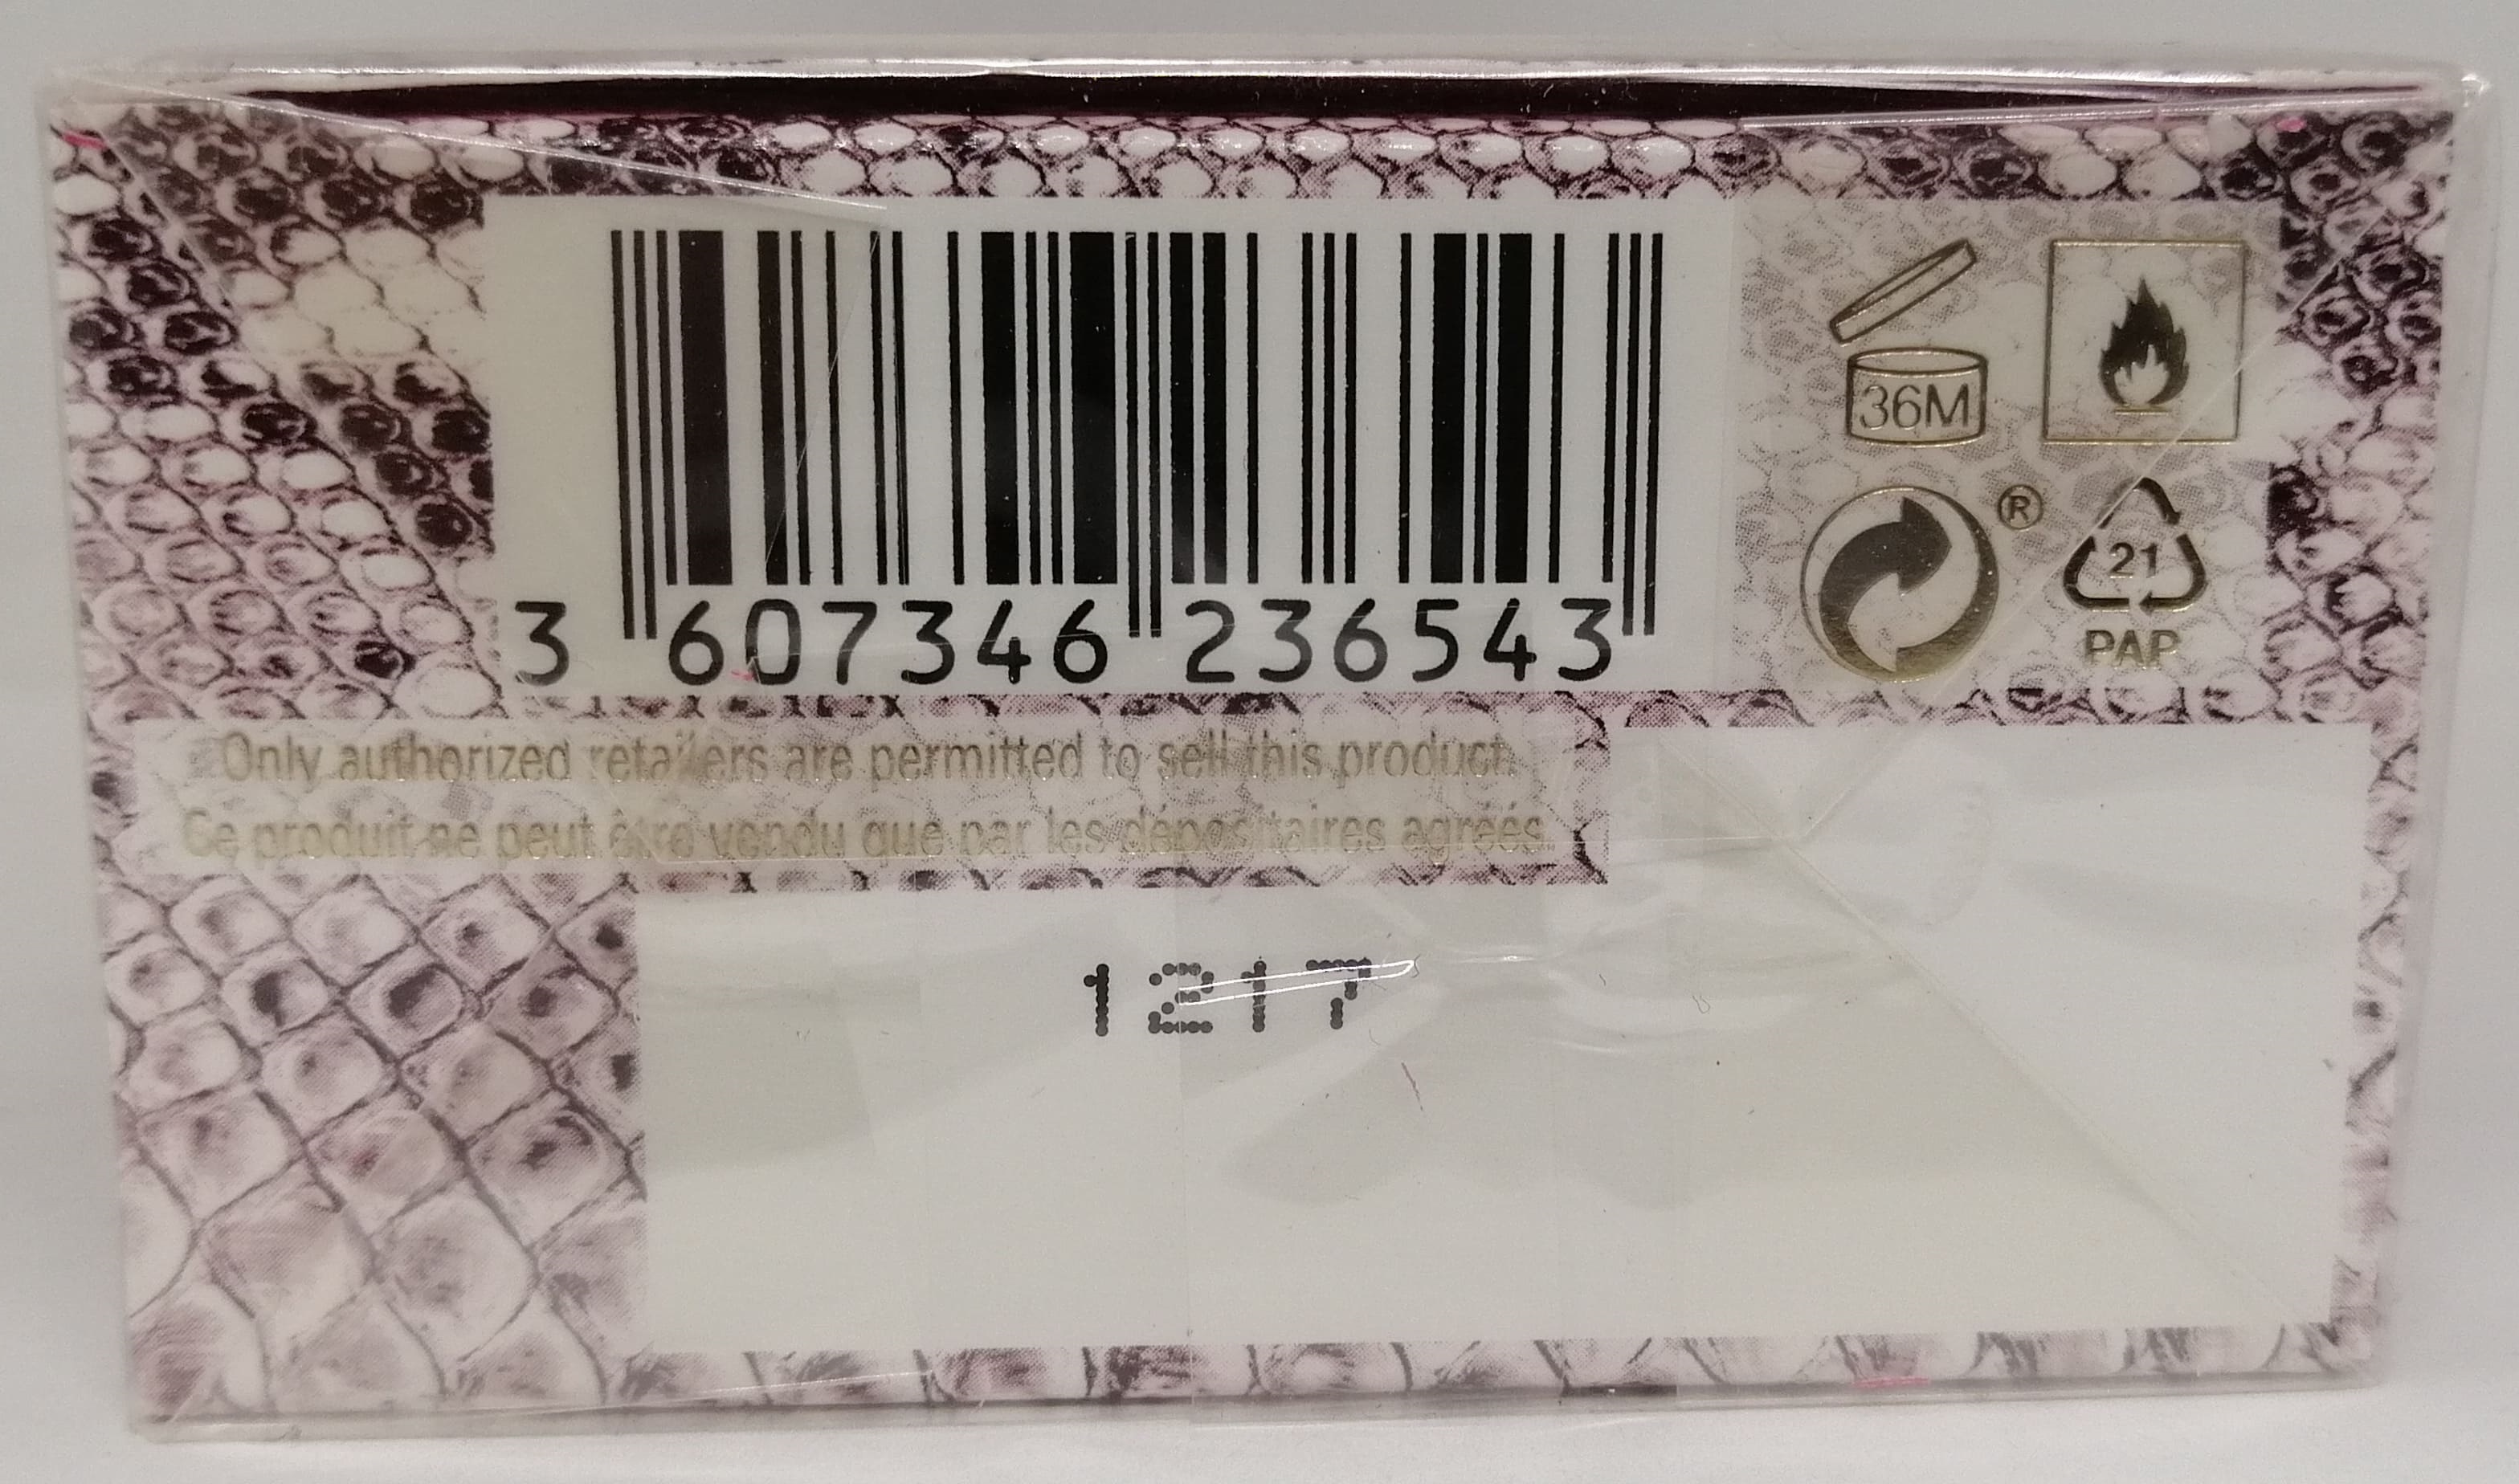 36M
3 607346 236543
®
21
PAP
Only authorized retailers are permitted to sell this product.
Ce produit ne peut être vendu que par les dépositaires agréés.
1217